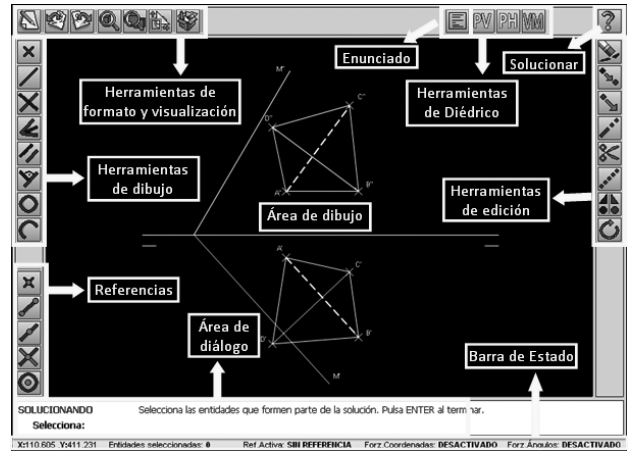 PV PH VM
?
Enunciado
Solucionar
Herramientas de
formato y visualización
Herramientas
de Diédrico
M''
C''
D''
Herramientas
de dibujo
A''
B''
Área de dibujo
Herramientas
de edición
A'
C'
Referencias
Área de
diálogo
D'
B'
Barra de Estado
M'
SOLUCIONANDO Selecciona las entidades que formen parte de la solución. Pulsa ENTER al terminar.
Selecciona:
X:110.605 Y:411.231 Entidades seleccionadas: 0 Ref.Activa: SIN REFERENCIA Forz.Coordenadas: DESACTIVADO Forz.Ángulos: DESACTIVADO